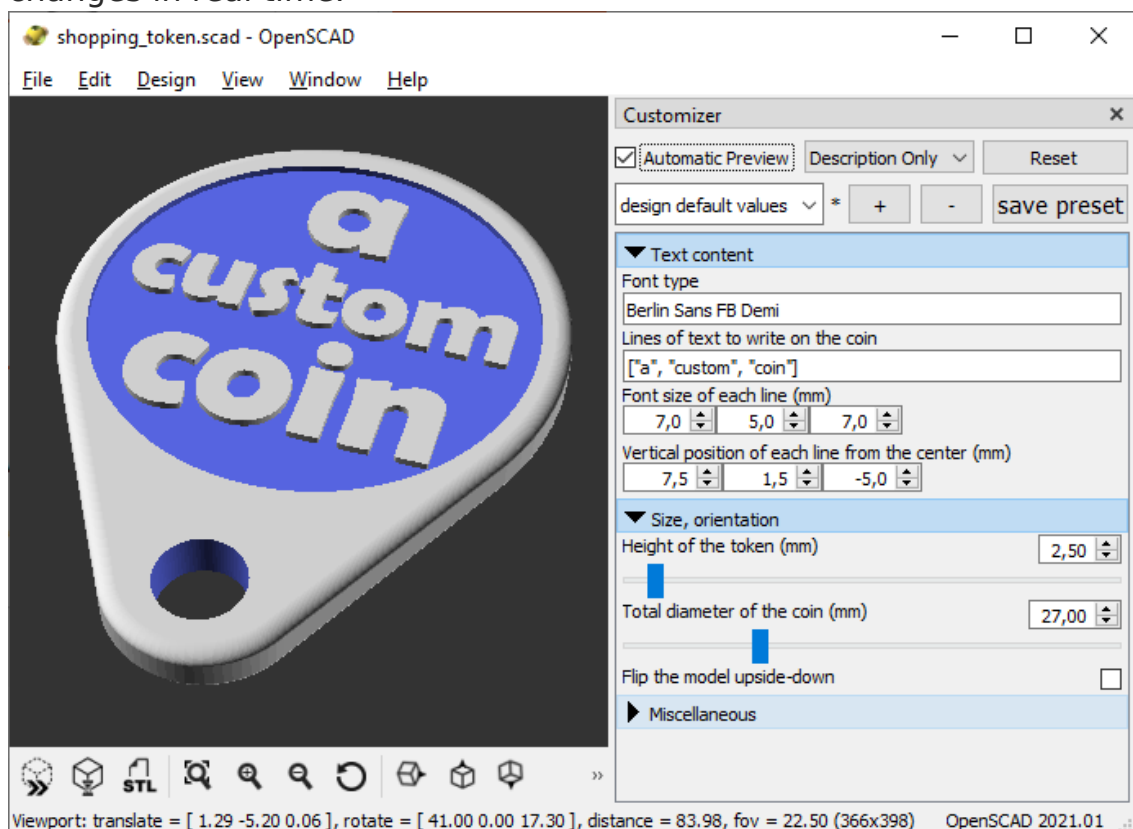 changes in real time.
shopping_token.scad - OpenSCAD
File Edit Design View Window Help
a
custom
coin
Customizer
Automatic Preview Description Only Reset
design default values * + - save preset
Text content
Font type
Berlin Sans FB Demi
Lines of text to write on the coin
["a", "custom", "coin"]
Font size of each line (mm)
7,0 5,0 7,0
Vertical position of each line from the center (mm)
7,5 1,5 -5,0
Size, orientation
Height of the token (mm) 2,50
Total diameter of the coin (mm) 27,00
Flip the model upside-down
Miscellaneous
STL »
Viewport: translate = [ 1.29 -5.20 0.06 ], rotate = [ 41.00 0.00 17.30 ], distance = 83.98, fov = 22.50 (366x398) OpenSCAD 2021.01